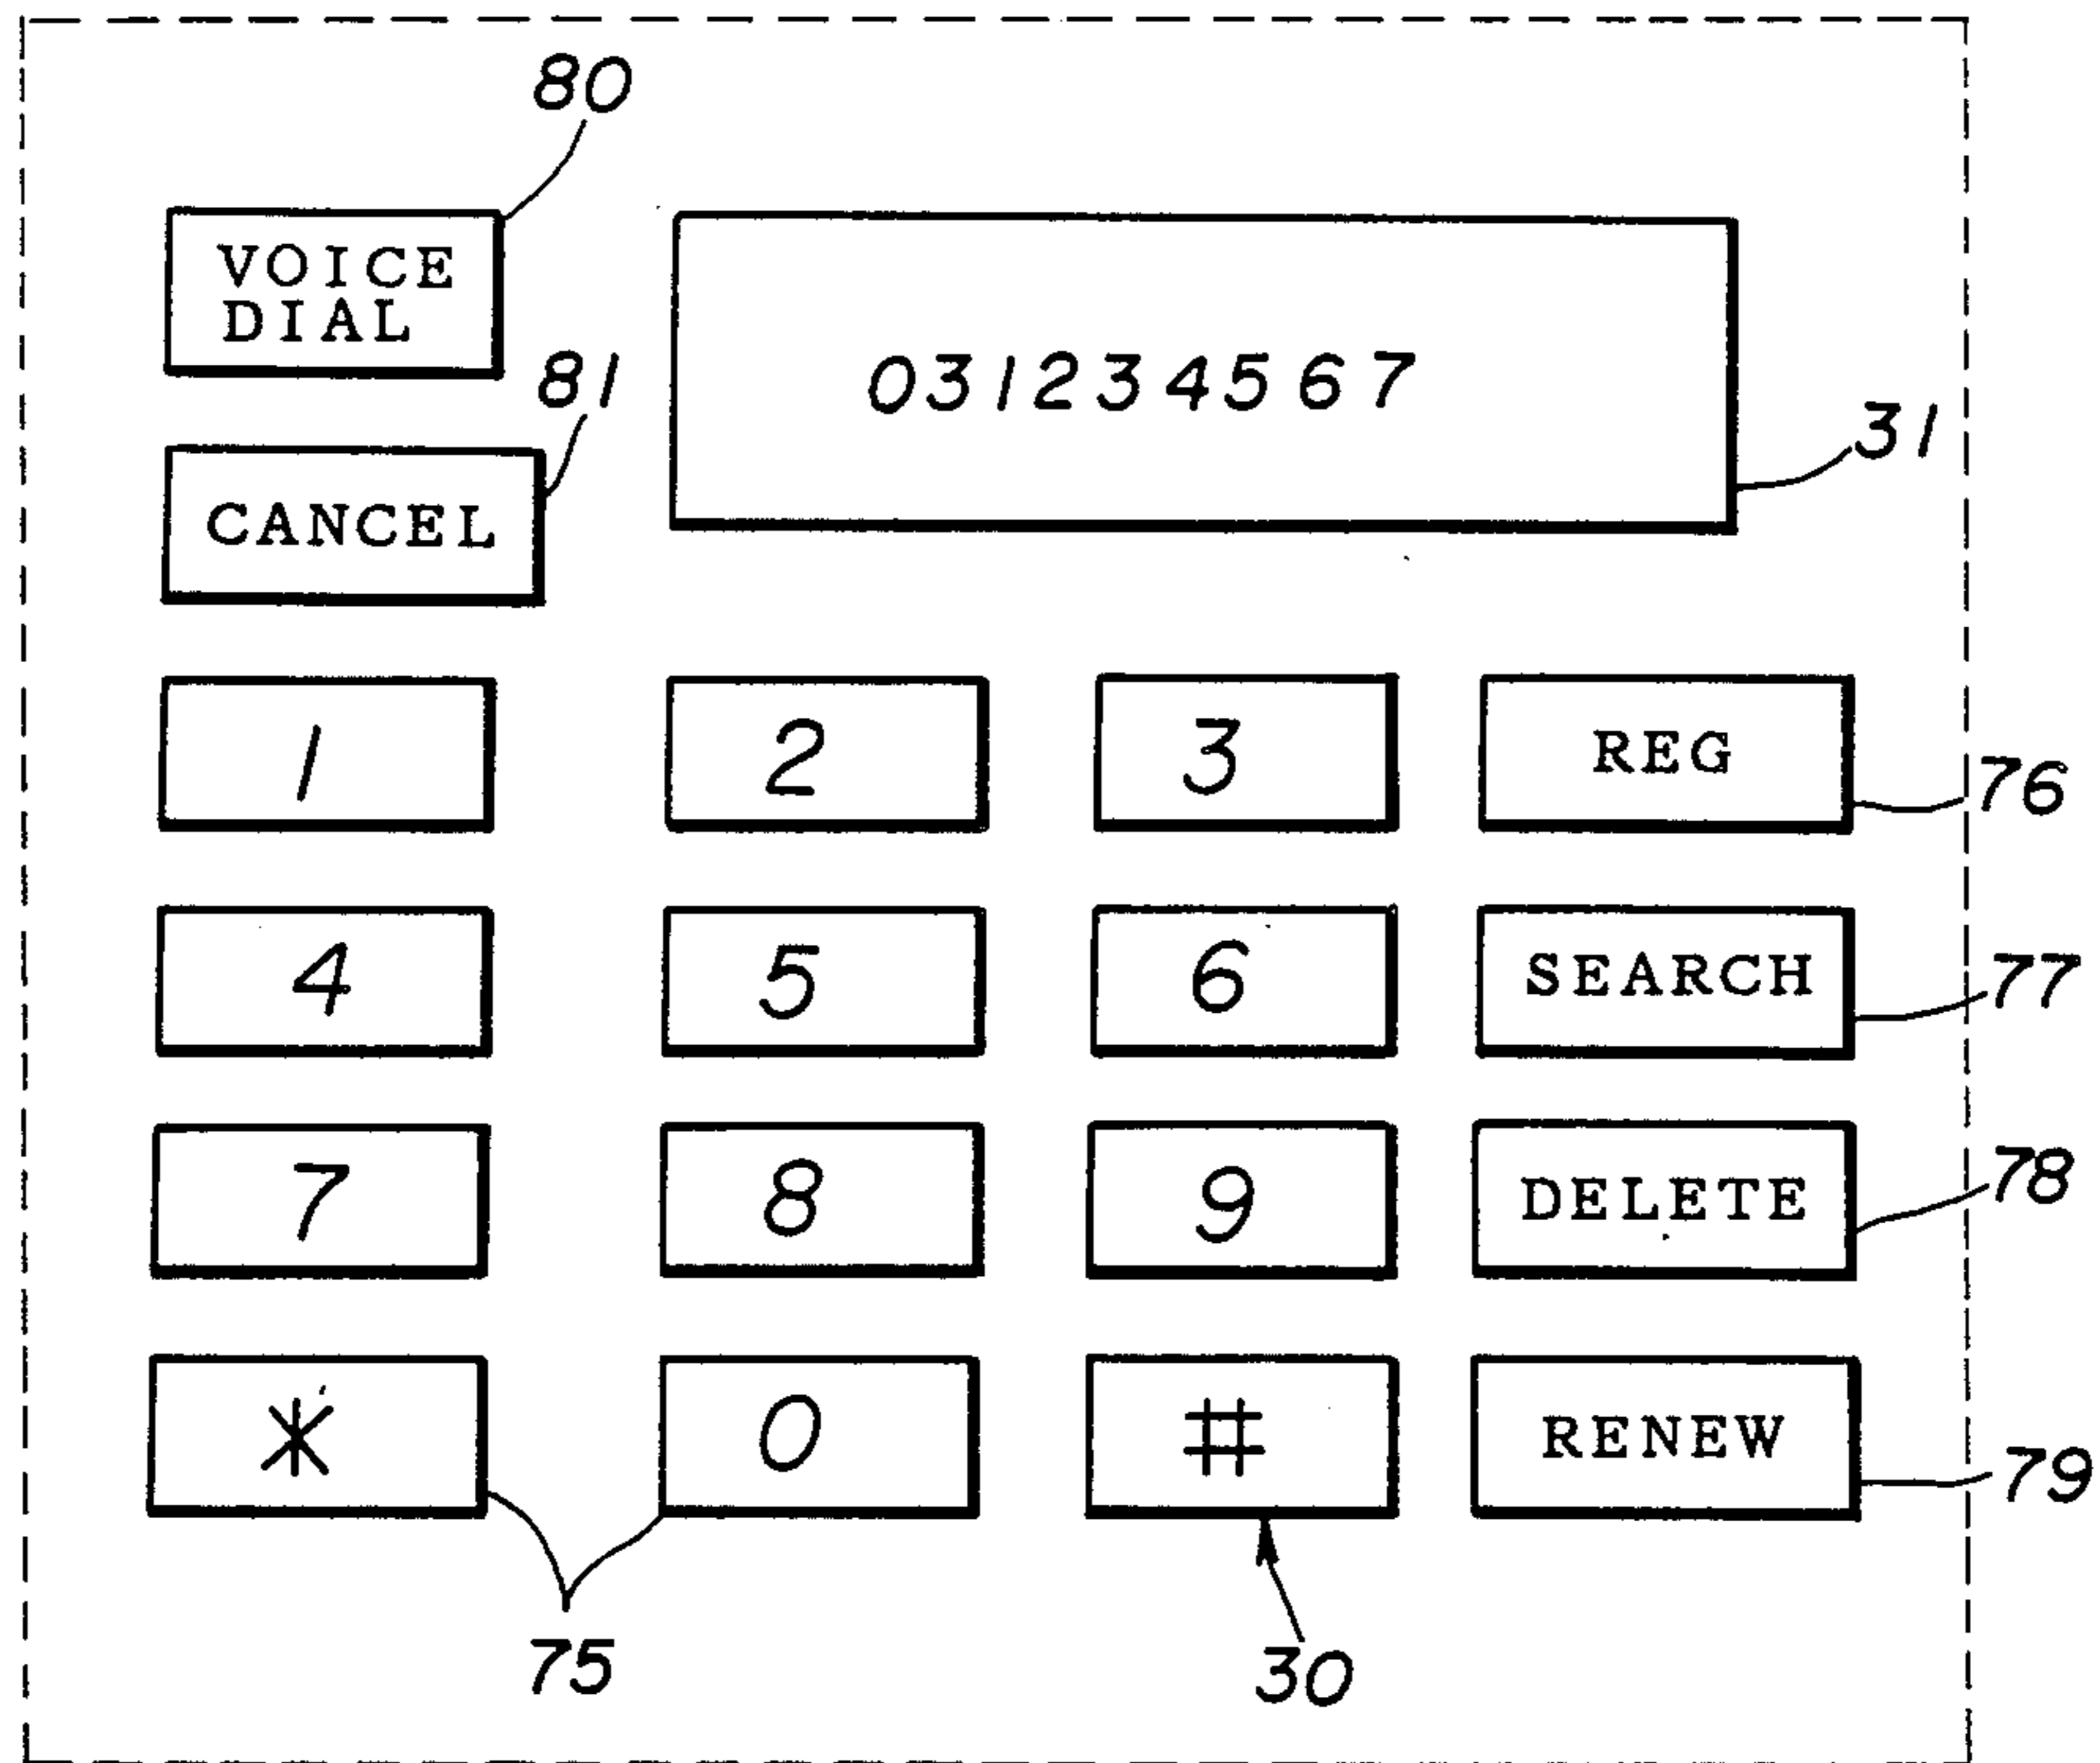 80
VOICE
DIAL
81
031234567
31
CANCEL
1 2 3 REG
76
4 5 6 SEARCH 77
7 8 9 DELETE 78
* 0 # RENEW
79
75 30